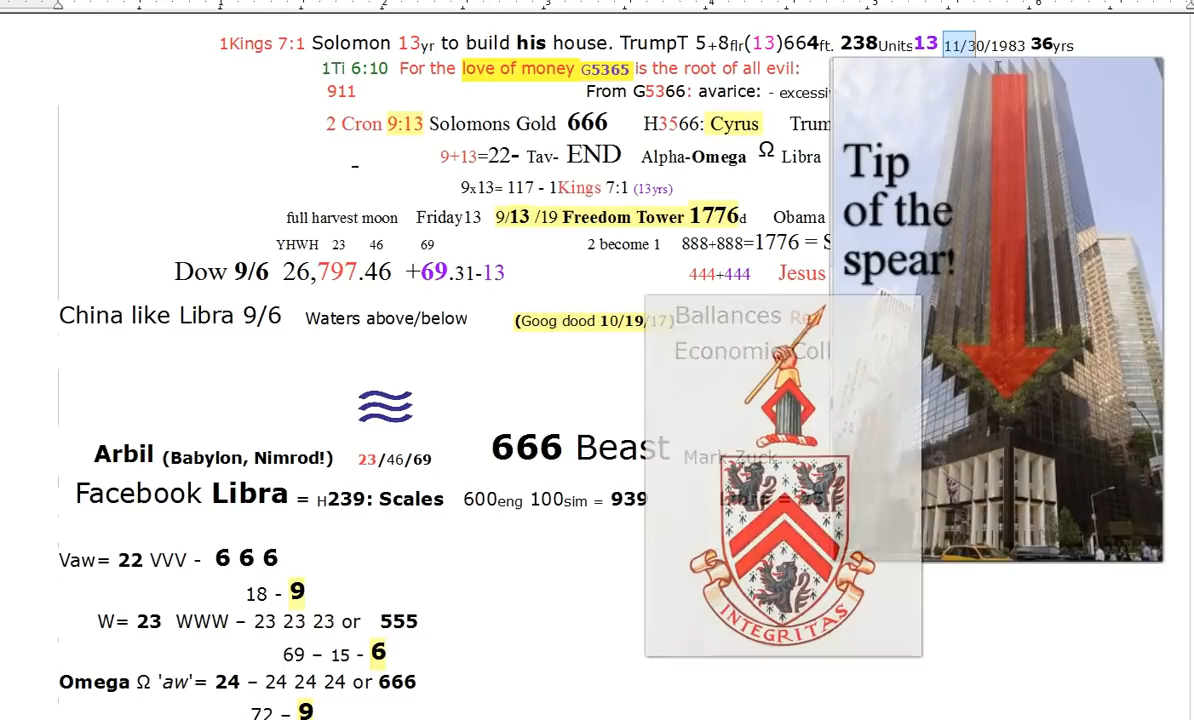 1Kings 7:1 Solomon 13yr to build his house. TrumpT 5+8flr(13)664ft. 238Units13 11/30/1983 36yrs
1Ti 6:10 For the love of money G5365 is the root of all evil:
911 From G5366: avarice: - excessi
2 Cron 9:13 Solomons Gold 666 H3566: Cyrus Trum
- 9+13=22- Tav- END Alpha-Omega Ω Libra
9x13= 117 - 1Kings 7:1 (13yrs)
full harvest moon Friday13 9/13 /19 Freedom Tower 1776d Obama
YHWH 23 46 69 2 become 1 888+888=1776 = S
Dow 9/6 26,797.46 +69.31-13 444+444 Jesus
China like Libra 9/6 Waters above/below (Goog dood 10/19/17) Ballances Re
Economic Coll
Arbil (Babylon, Nimrod!) 23/46/69 666 Beast Mark Zuck
Facebook Libra = H239: Scales 600eng 100sim = 939
Vaw= 22 VVV - 6 6 6
18 - 9
W= 23 WWW – 23 23 23 or 555
69 – 15 - 6
Omega Ω 'aw'= 24 – 24 24 24 or 666
72 – 9
Tip
of the
spear!
INTEGRITAS